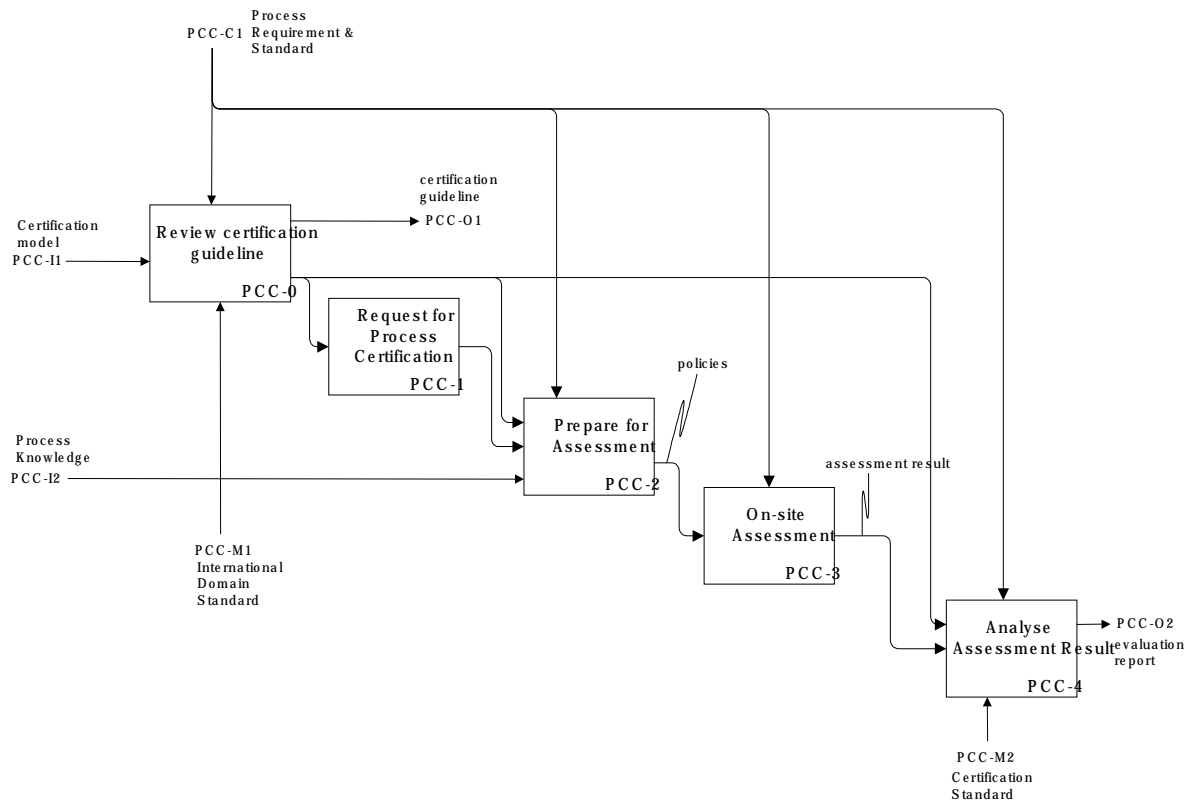 Process
PCC-C1 Requirement &
Standard
certification
guideline
PCC-O1
Certification
model
PCC-I1
Review certification
guideline
PCC-0
Request for
Process
Certification
PCC-1
policies
Prepare for
Assessment
PCC-2
Process
Knowledge
PCC-I2
assessment result
On-site
Assessment
PCC-3
PCC-M1
International
Domain
Standard
Analyse
Assessment Result
PCC-4
PCC-O2
evaluation
report
PCC-M2
Certification
Standard